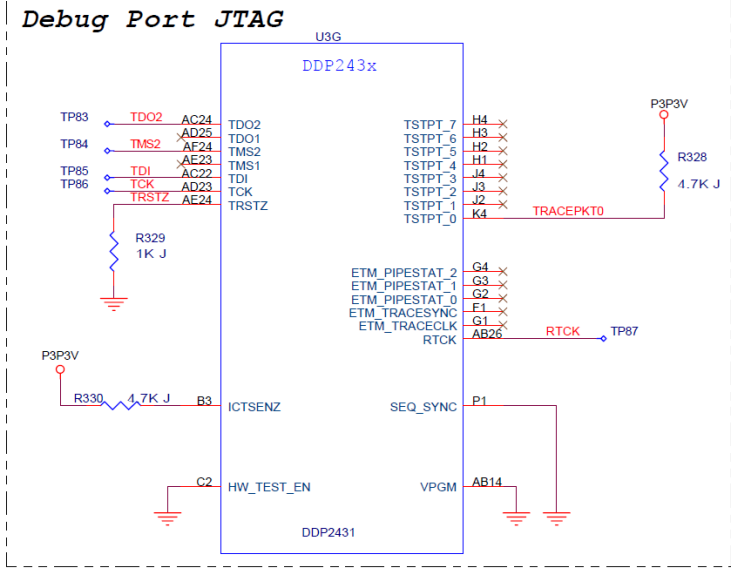 Debug Port JTAG
U3G
DDP243x
TP83 TDO2 AC24 TDO2
AD25 TDO1
TP84 TMS2 AF24 TMS2
AE23 TMS1
TP85 TDI AC22 TDI
TP86 TCK AD23 TCK
TRSTZ AE24 TRSTZ
R329
1K J
TSTPT_7 H4
TSTPT_6 H3
TSTPT_5 H2
TSTPT_4 H1
TSTPT_3 J4
TSTPT_2 J3
TSTPT_1 J2
TSTPT_0 K4 TRACEPKT0
P3P3V
R328
4.7K J
ETM_PIPESTAT_2 G4
ETM_PIPESTAT_1 G3
ETM_PIPESTAT_0 G2
ETM_TRACESYNC F1
ETM_TRACECLK G1
RTCK AB26 RTCK TP87
P3P3V
R330 4.7K J B3 ICTSENZ
SEQ_SYNC P1
C2 HW_TEST_EN
VPGM AB14
DDP2431